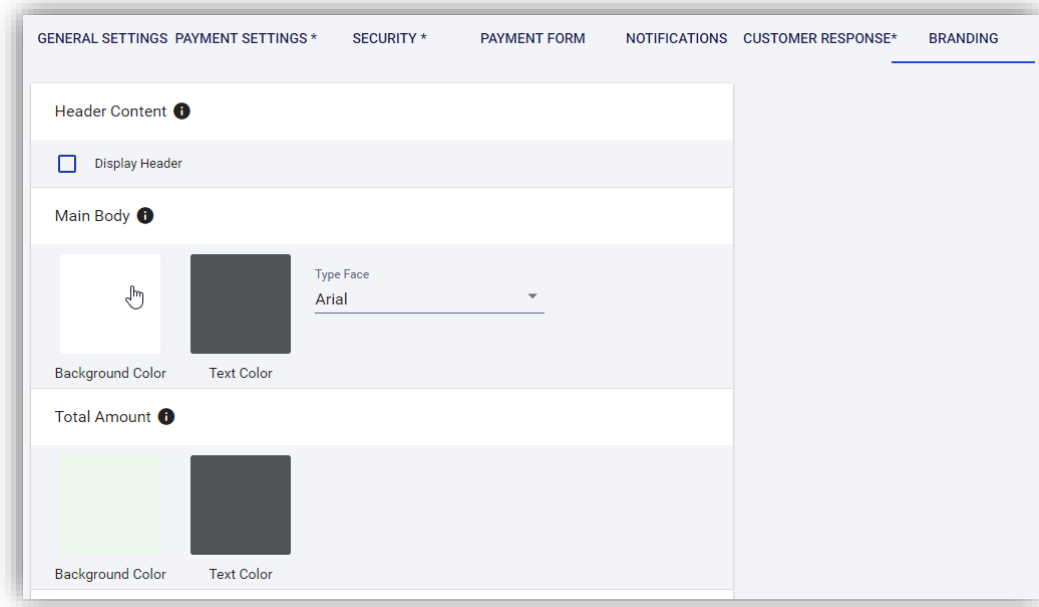 GENERAL SETTINGS PAYMENT SETTINGS * SECURITY * PAYMENT FORM NOTIFICATIONS CUSTOMER RESPONSE* BRANDING
Header Content
Display Header
Main Body
Type Face
Arial
Background Color Text Color
Total Amount
Background Color Text Color